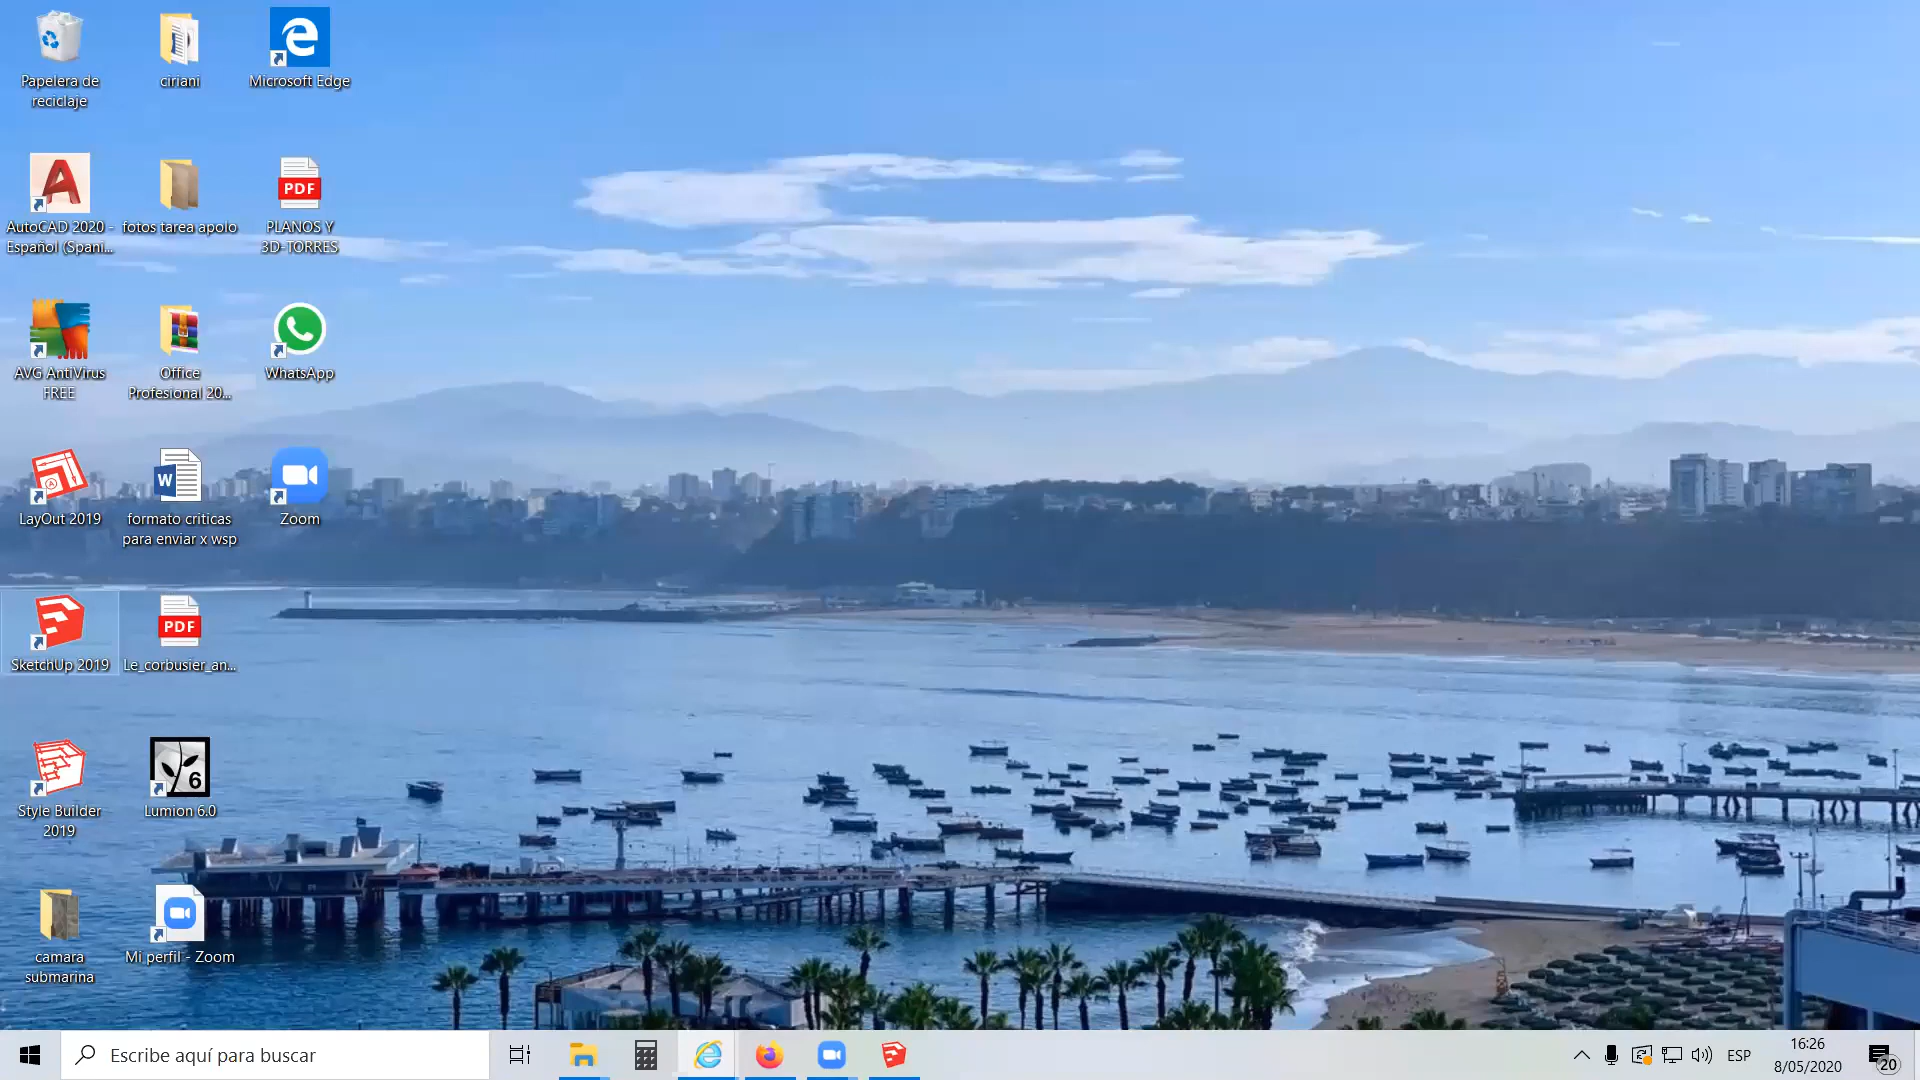 Papelera de
reciclaje
ciriani
Microsoft Edge
AutoCAD 2020 -
Español (Spani...
fotos tarea apolo
PDF
PLANOS Y
3D-TORRES
AVG AntiVirus
FREE
Office
Profesional 20...
WhatsApp
LayOut 2019
W
formato criticas
para enviar x wsp
Zoom
SketchUp 2019
PDF
Le_corbusier_an...
Style Builder
2019
6
Lumion 6.0
camara
submarina
Mi perfil - Zoom
Escribe aquí para buscar
ESP
16:26
8/05/2020
20